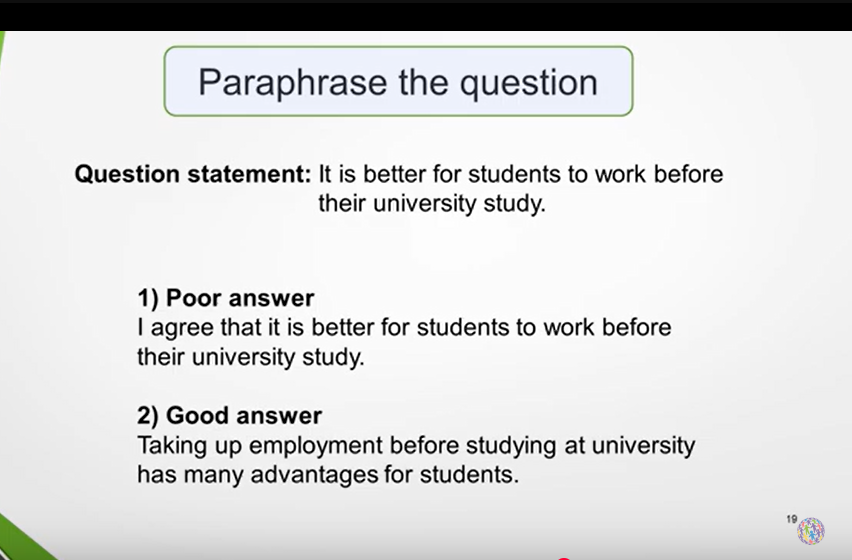 Paraphrase the question
Question statement: It is better for students to work before
their university study.
1) Poor answer
I agree that it is better for students to work before
their university study.
2) Good answer
Taking up employment before studying at university
has many advantages for students.
19